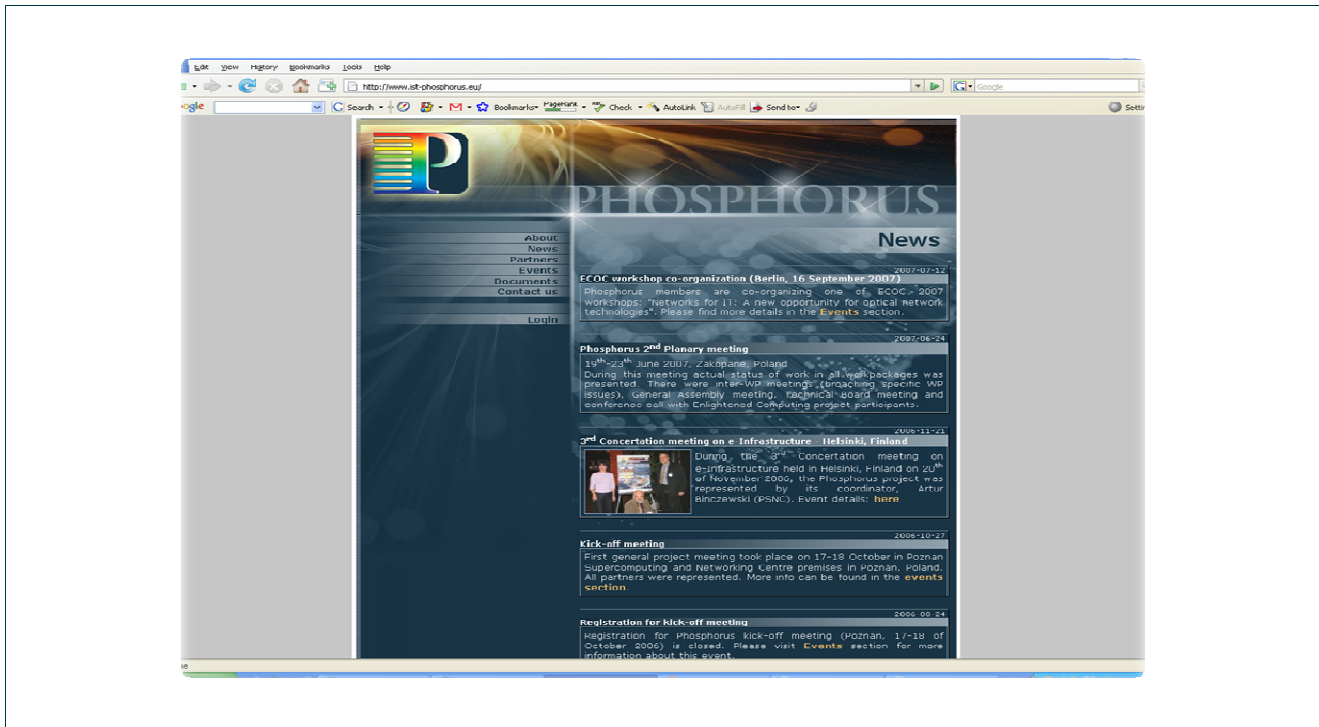 Edit View History Bookmarks Tools Help
http://www.ist-phosphorus.eu/
Google
Search PageRank Bookmarks Check AutoLink AutoFill Send to
P
PHOSPHORUS
News
About
News
Partners
Events
Documents
Contact us
Login
2007-07-12
ECOC workshop co-organization (Berlin, 16 September 2007)
Phosphorus members are co-organizing one of ECOC 2007
workshops: "Networks for IT: A new opportunity for optical network
technologies". Please find more details in the Events section.
2007-06-24
Phosphorus 2nd Planary meeting
19th-23th June 2007, Zakopane, Poland
During this meeting actual status of work in all workpackages was
presented. There were inter-WP meetings (broaching specific WP
issues), General Assembly meeting, Technical Board meeting and
conference call with Enlightened Computing project participants.
2006-11-21
3rd Concertation meeting on e-Infrastructure - Helsinki, Finland
During the 3rd Concertation meeting on
e-Infrastructure held in Helsinki, Finland on 20th
of November 2006, the Phosphorus project was
represented by its coordinator, Artur
Binczewski (PSNC). Event details: here
2006-10-27
Kick-off meeting
First general project meeting took place on 17-18 October in Poznan
Supercomputing and Networking Centre premises in Poznan, Poland.
All partners were represented. More info can be found in the events
section.
Registration for kick-off meeting
Registration for Phosphorus kick-off meeting (Poznan, 17-18 of
October 2006) is closed. Please visit Events section for more
information about this event.